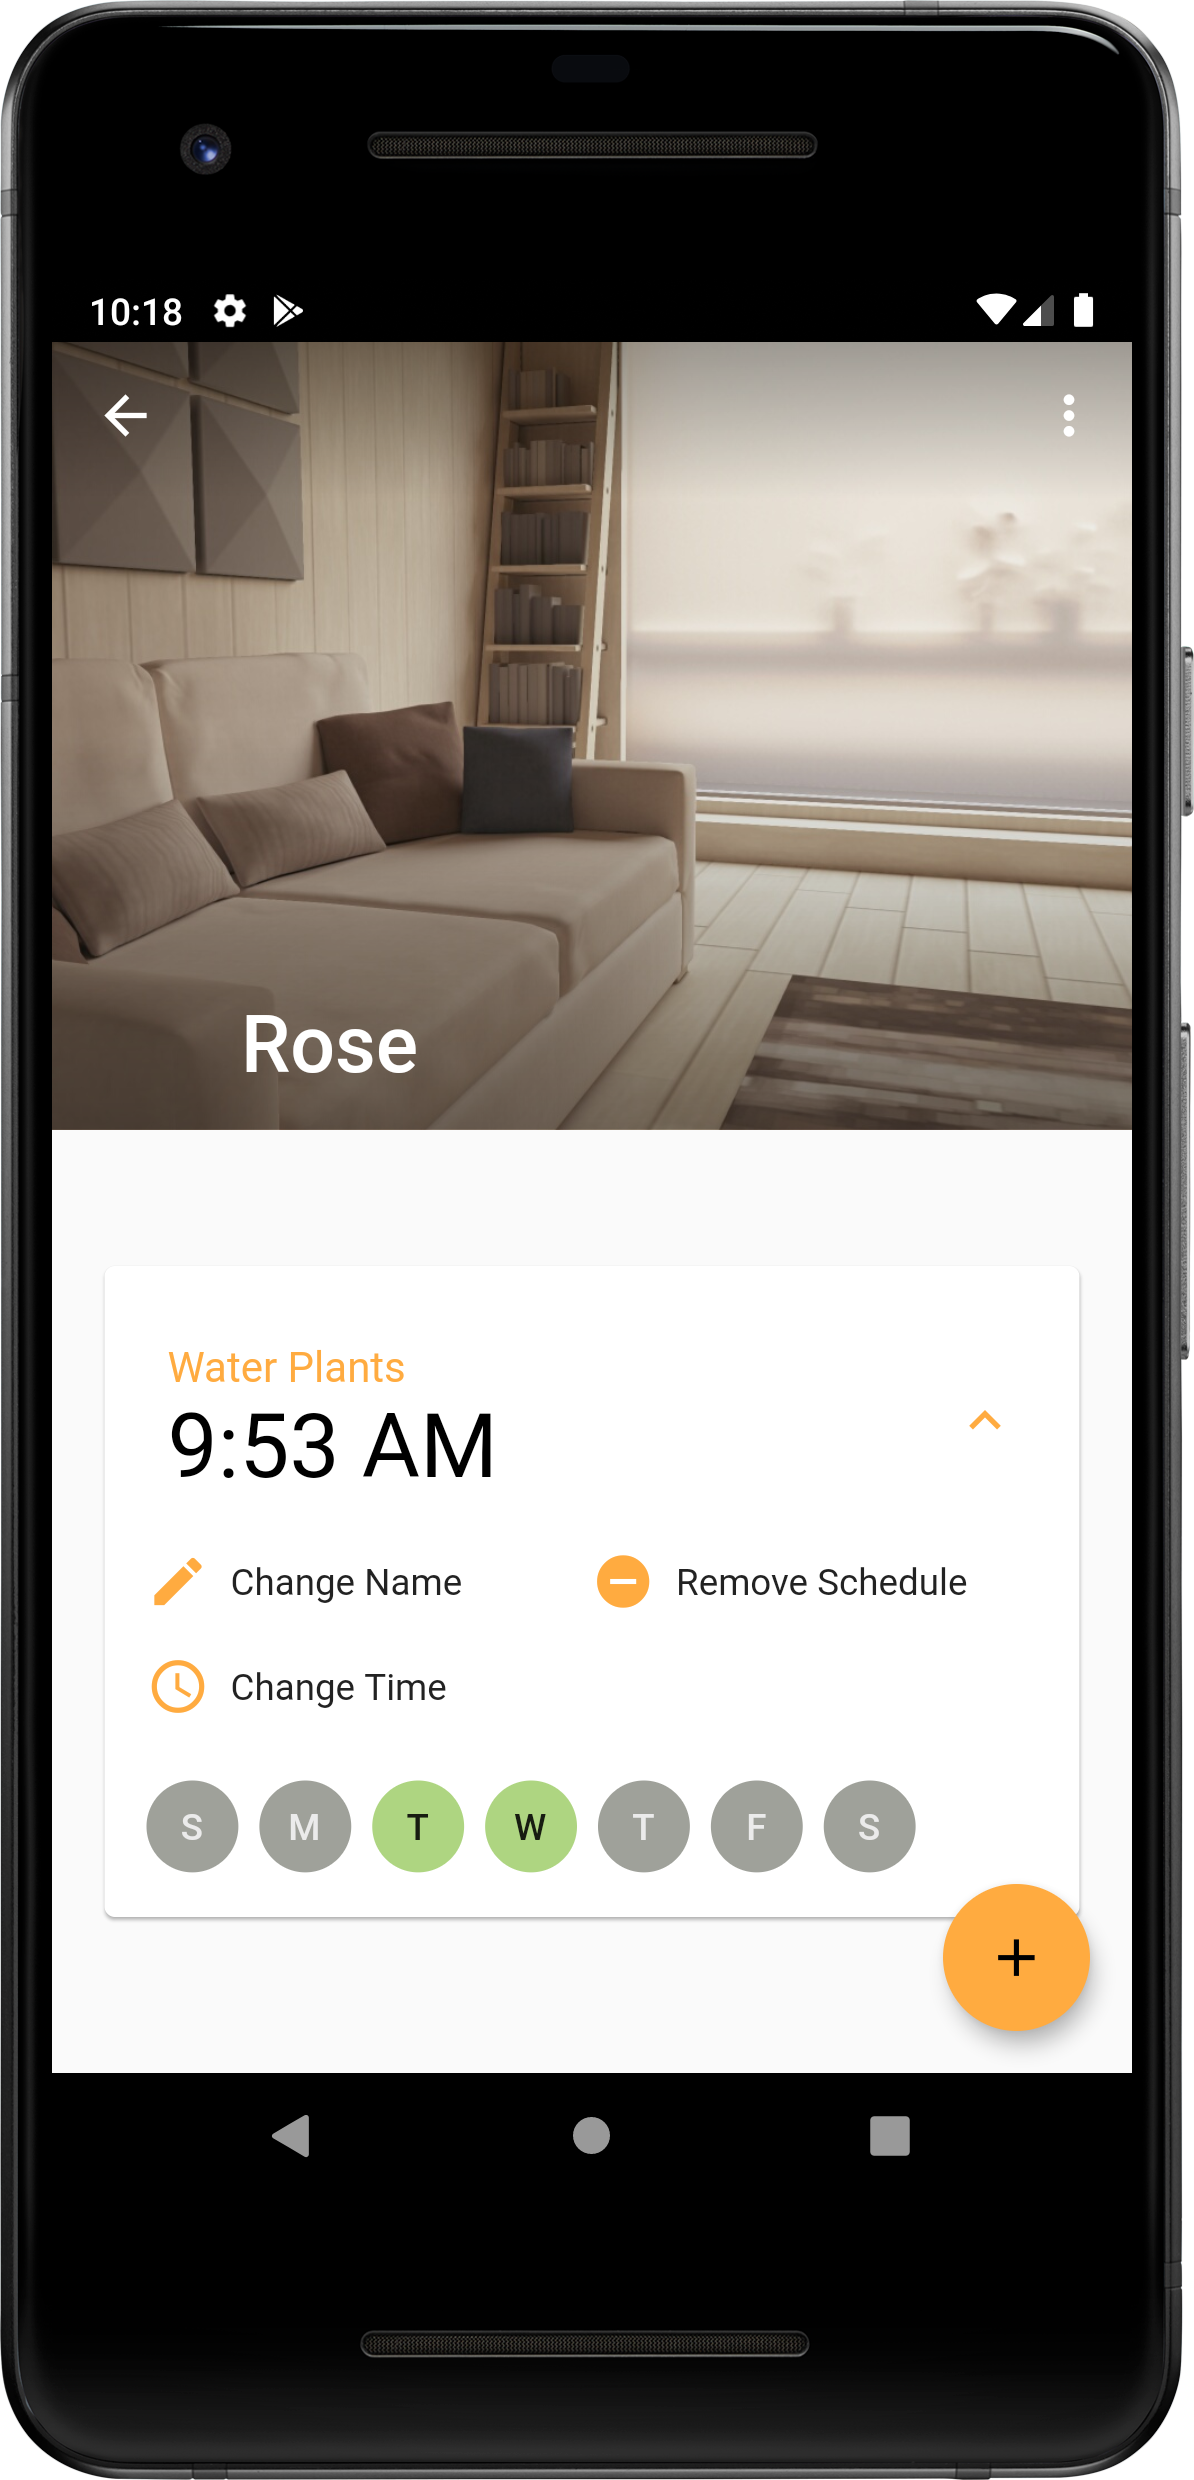 10:18
Rose
Water Plants
9:53 AM
Change Name
Remove Schedule
Change Time
S M T W T F S